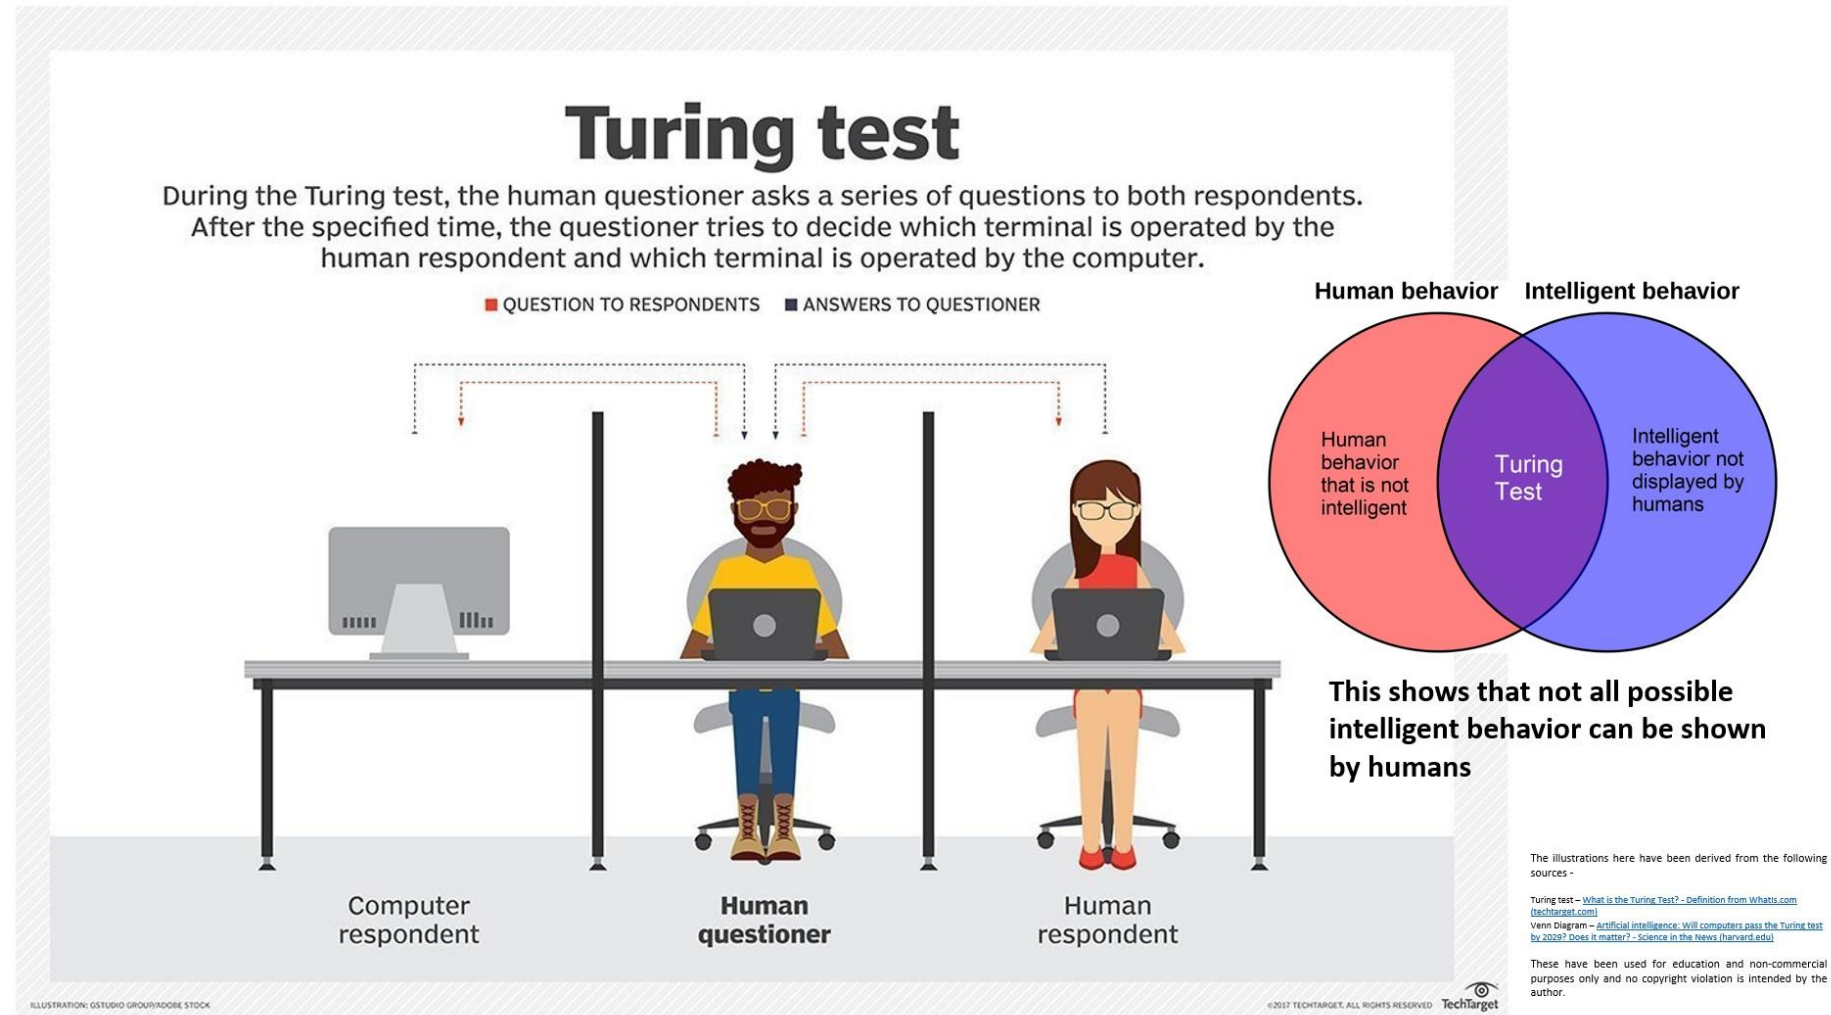 Turing test
During the Turing test, the human questioner asks a series of questions to both respondents.
After the specified time, the questioner tries to decide which terminal is operated by the
human respondent and which terminal is operated by the computer.
QUESTION TO RESPONDENTS ANSWERS TO QUESTIONER
Human behavior Intelligent behavior
Human
behavior
that is not
intelligent
Turing
Test
Intelligent
behavior not
displayed by
humans
This shows that not all possible
intelligent behavior can be shown
by humans
Computer
respondent
Human
questioner
Human
respondent
The illustrations here have been derived from the following
sources -
Turing test – What is the Turing Test? - Definition from WhatIs.com
(techtarget.com)
Venn Diagram – Artificial intelligence: Will computers pass the Turing test
by 2029? Does it matter? - Science in the News (harvard.edu)
These have been used for education and non-commercial
purposes only and no copyright violation is intended by the
author.
ILLUSTRATION: GSTUDIO GROUP/ADOBE STOCK
©2017 TECHTARGET. ALL RIGHTS RESERVED TechTarget